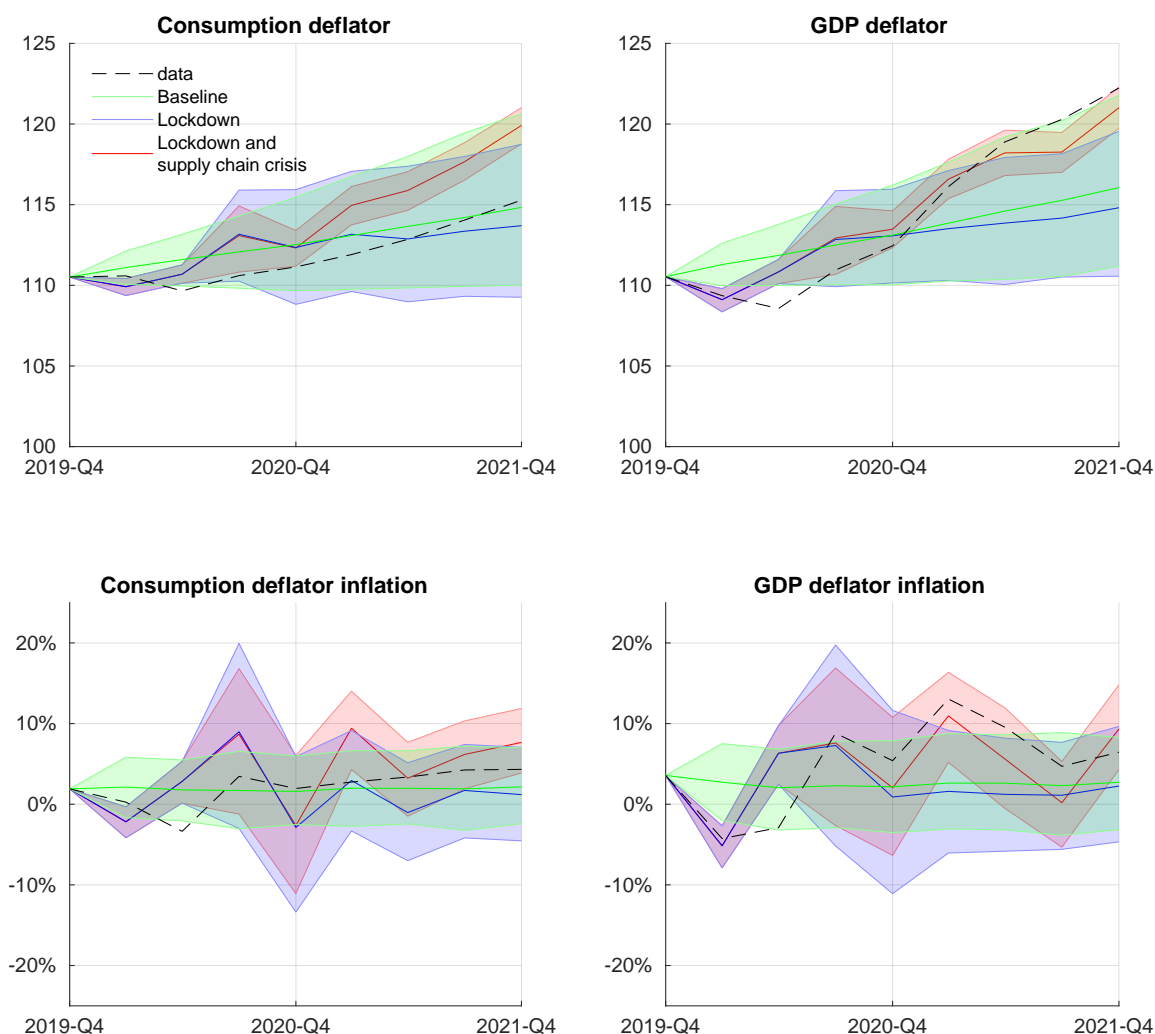 Consumption deflator
125
120
115
110
105
100
2019-Q4
2020-Q4
2021-Q4
data
Baseline
Lockdown
Lockdown and
supply chain crisis
GDP deflator
125
120
115
110
105
100
2019-Q4
2020-Q4
2021-Q4
Consumption deflator inflation
20%
10%
0%
-10%
-20%
2019-Q4
2020-Q4
2021-Q4
GDP deflator inflation
20%
10%
0%
-10%
-20%
2019-Q4
2020-Q4
2021-Q4